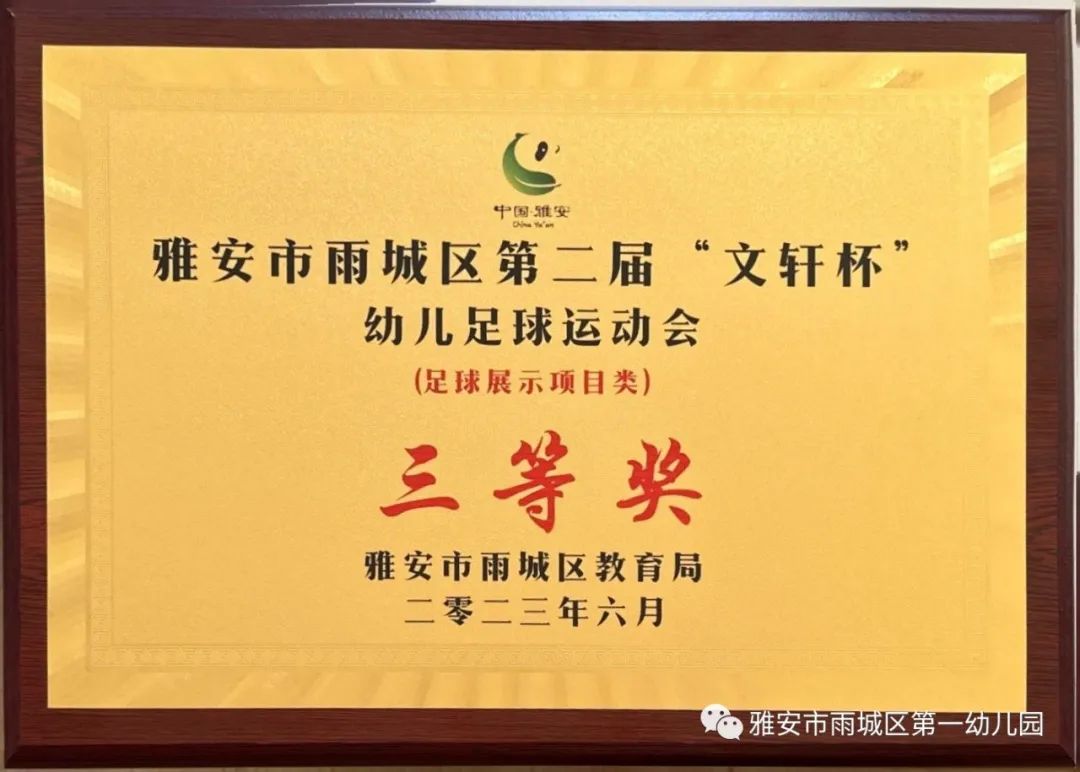 中国·雅安
China Ya'an
雅安市雨城区第二届“文轩杯”
幼儿足球运动会
(足球展示项目类)
三等奖
雅安市雨城区教育局
二零二三年六月
雅安市雨城区第一幼儿园